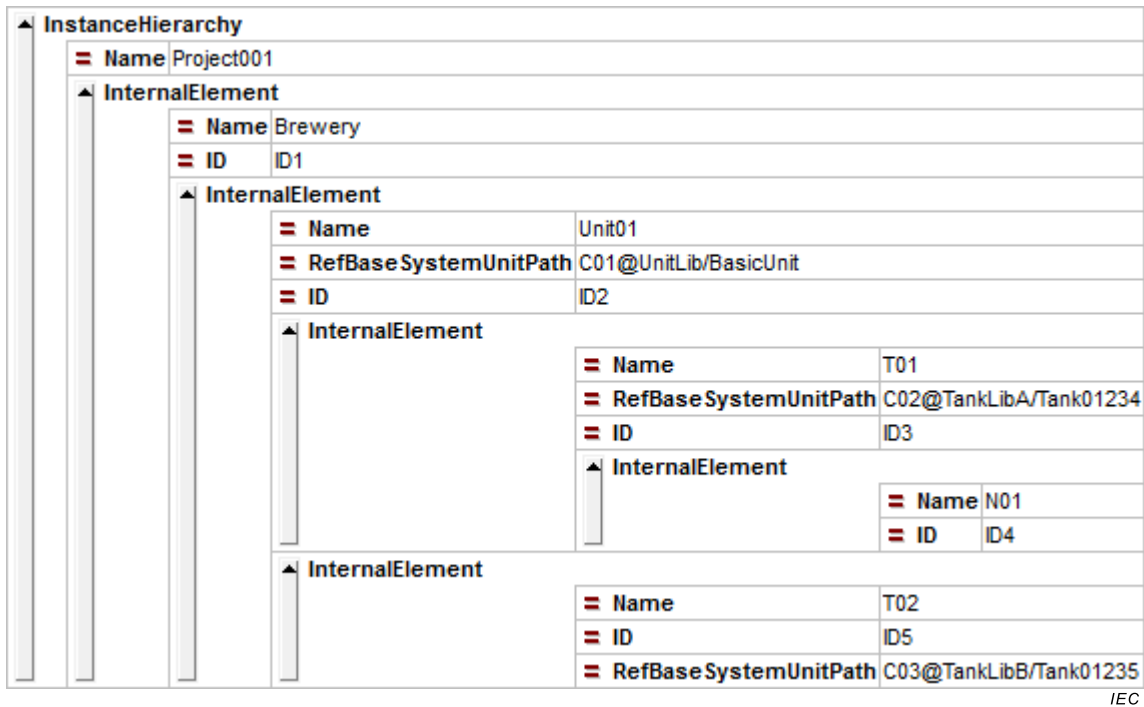 InstanceHierarchy
= Name Project001
InternalElement
= Name Brewery
= ID ID1
InternalElement
= Name Unit01
= RefBaseSystemUnitPath C01@UnitLib/BasicUnit
= ID ID2
InternalElement
= Name T01
= RefBaseSystemUnitPath C02@TankLibA/Tank01234
= ID ID3
InternalElement
= Name N01
= ID ID4
InternalElement
= Name T02
= ID ID5
= RefBaseSystemUnitPath C03@TankLibB/Tank01235
IEC